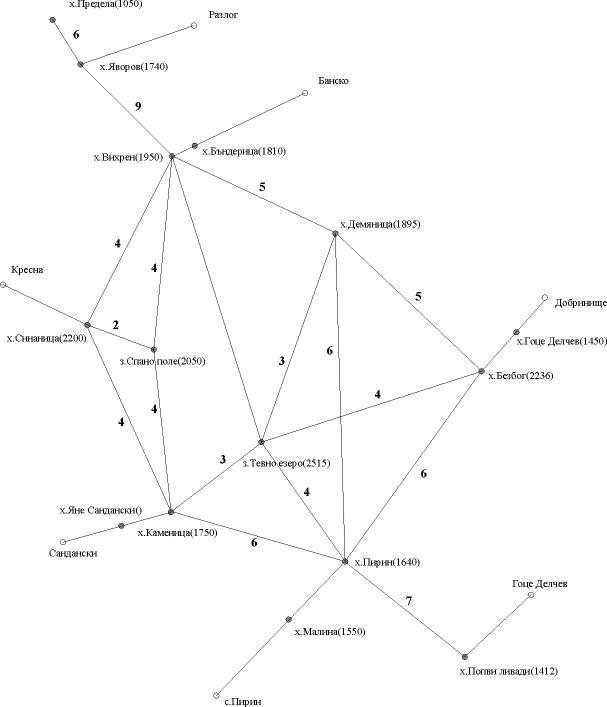 х.Предела(1050)
Разлог
6
х.Яворов(1740)
Банско
9
х.Бъндерица(1810)
х.Вихрен(1950)
5
х.Демяница(1895)
4
4
Кресна
5
Добринище
2
х.Синаница(2200)
х.Гоце Делчев(1450)
з.Спано поле(2050)
3
6
х.Безбог(2236)
4
4
4
3
з.Тевно езеро(2515)
6
4
х.Яне Сандански()
х.Каменица(1750)
6
Сандански
х.Пирин(1640)
Гоце Делчев
7
х.Малина(1550)
х.Попви ливади(1412)
с.Пирин